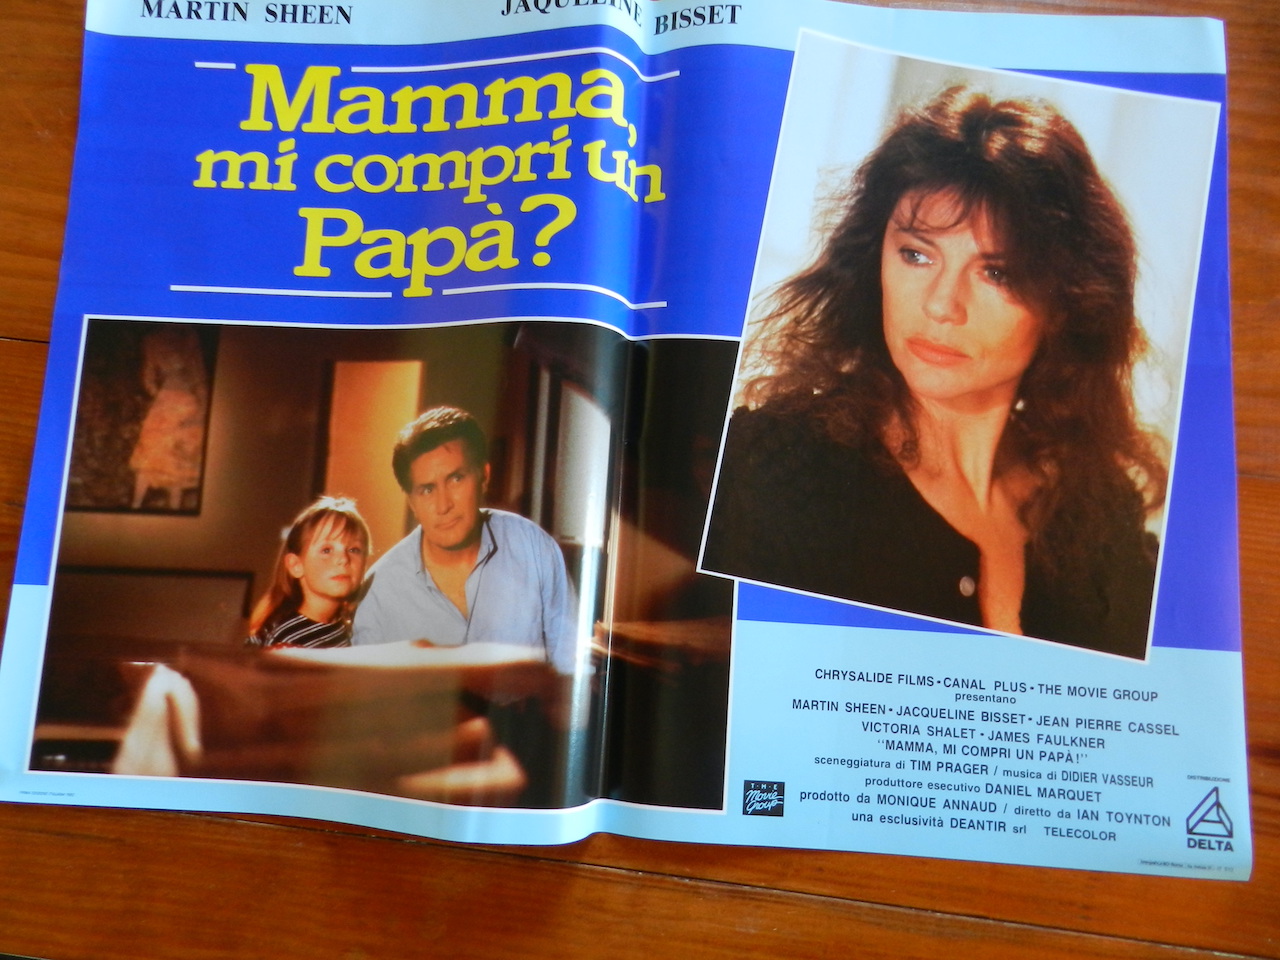 MARTIN SHEEN
JAQUELINE BISSET
Mamma,
mi compri un
Papà?
CHRYSALIDE FILMS • CANAL PLUS • THE MOVIE GROUP
presentano
MARTIN SHEEN • JACQUELINE BISSET • JEAN PIERRE CASSEL
VICTORIA SHALET • JAMES FAULKNER
"MAMMA, MI COMPRI UN PAPÀ!"
sceneggiatura di TIM PRAGER / musica di DIDIER VASSEUR
produttore esecutivo DANIEL MARQUET
prodotto da MONIQUE ANNAUD / diretto da IAN TOYNTON
una esclusività DEANTIR srl TELECOLOR
THE
Movie
Group
DISTRIBUZIONE
DELTA